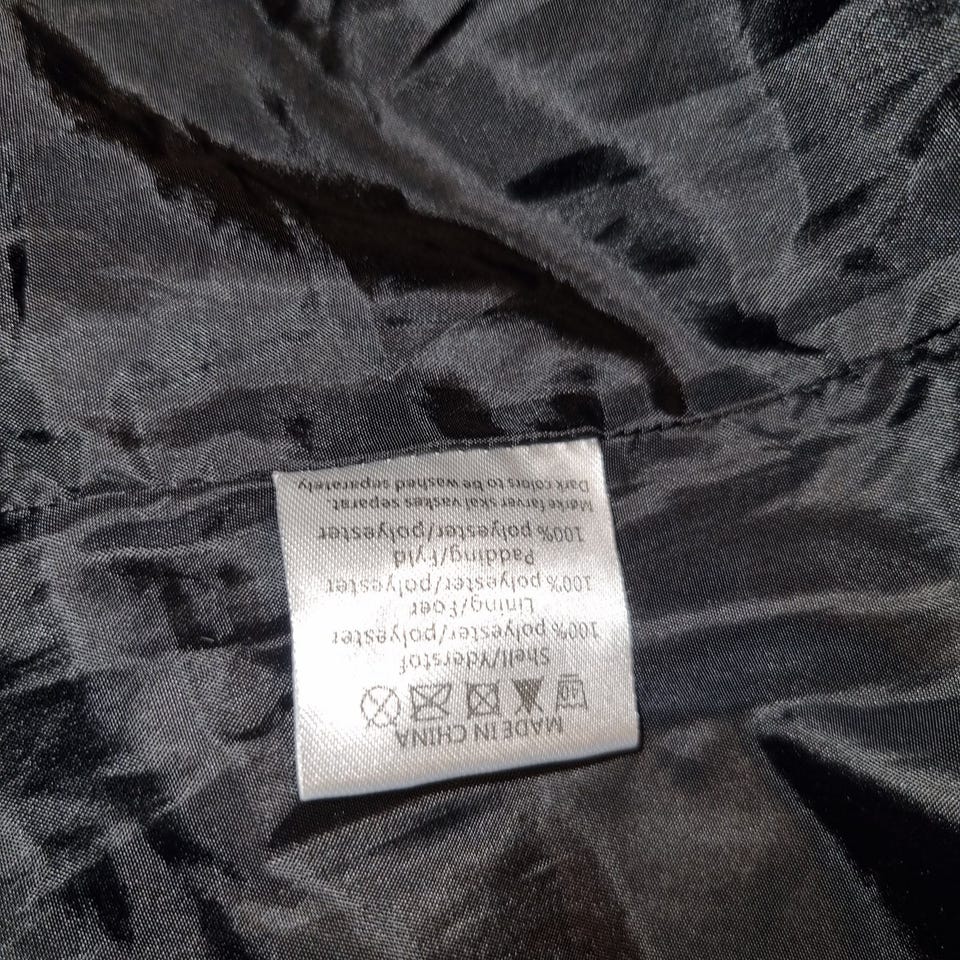 MADE IN CHINA
Shell/Yderstof
100% polyester/polyester
Lining/Foer
100% polyester/polyester
Padding/Fyld
100% polyester/polyester
Mørke farver skal vaskes separat
Dark colors to be washed separately